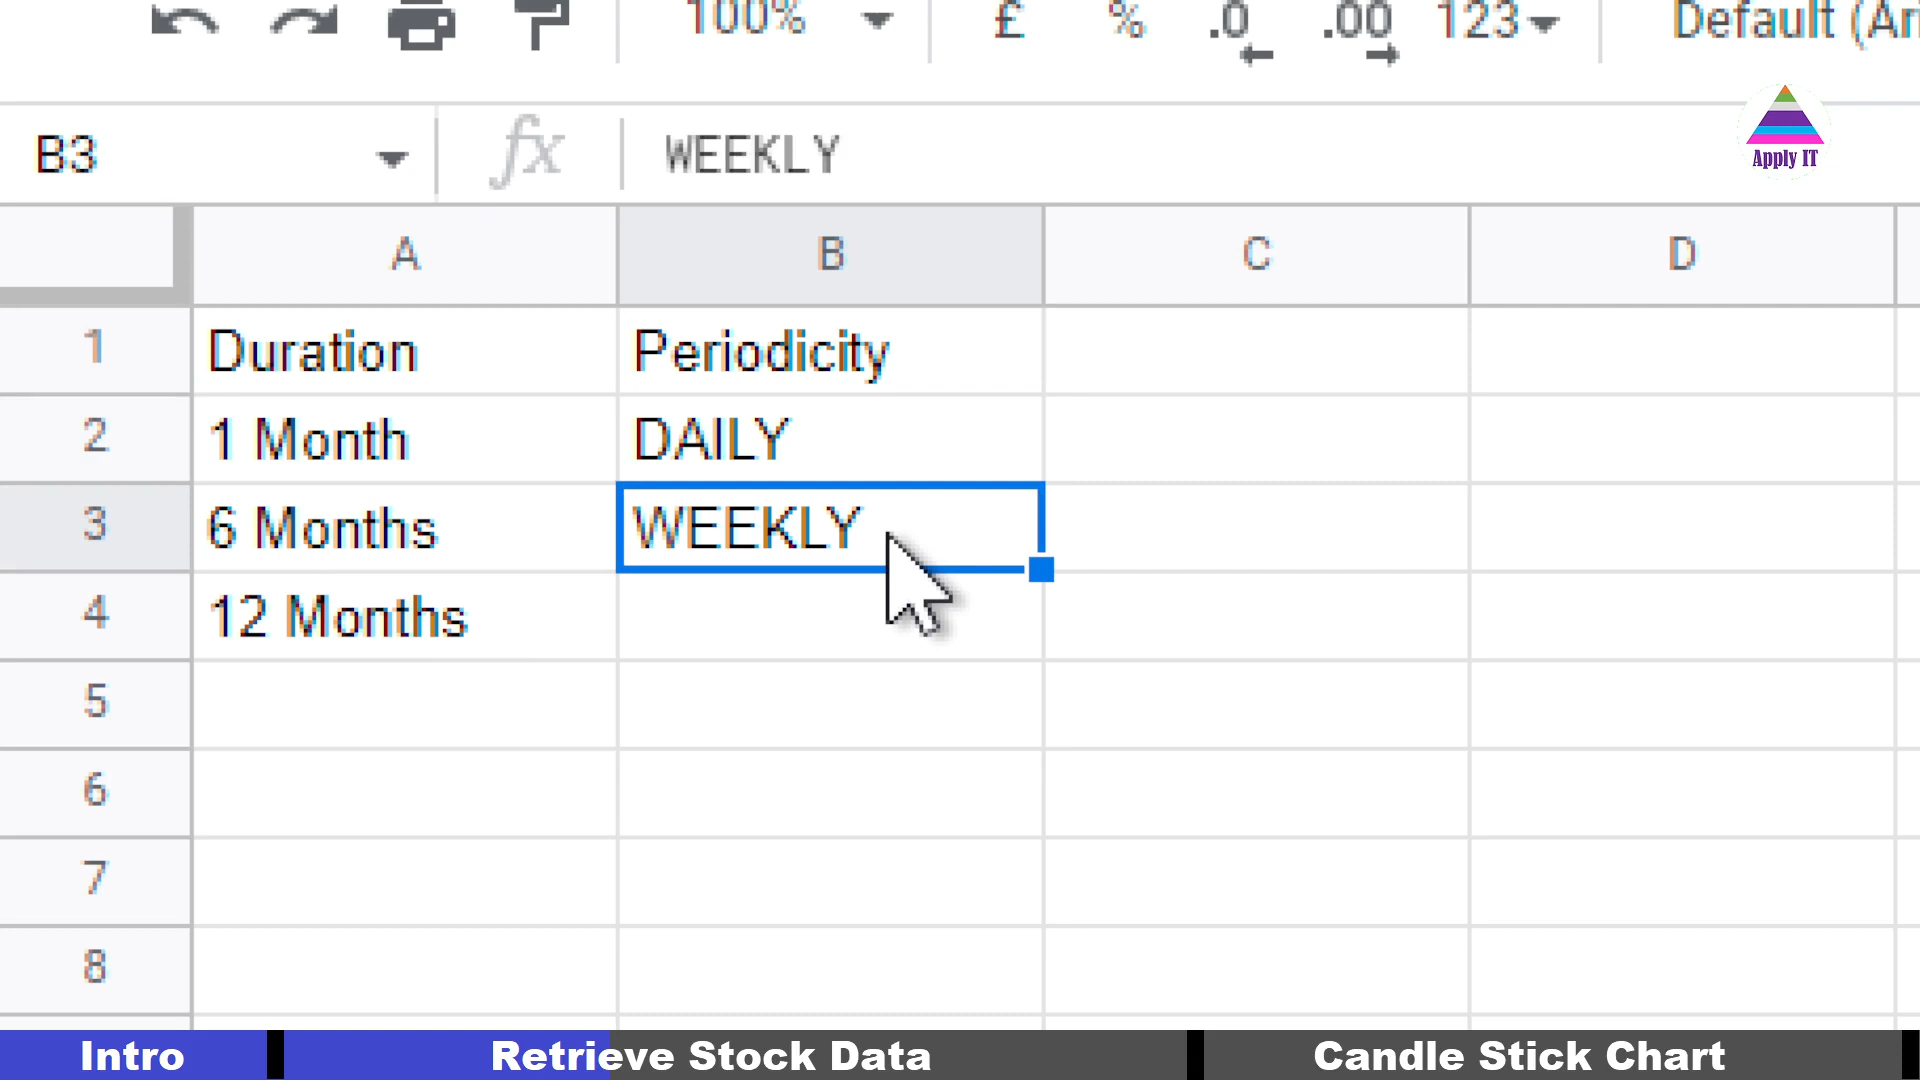 100% £ % .0 .00 123 Default (Ar
B3 fx WEEKLY
Apply IT
A B C D
1 Duration Periodicity
2 1 Month DAILY
3 6 Months WEEKLY
4 12 Months
5
6
7
8
Intro Retrieve Stock Data Candle Stick Chart